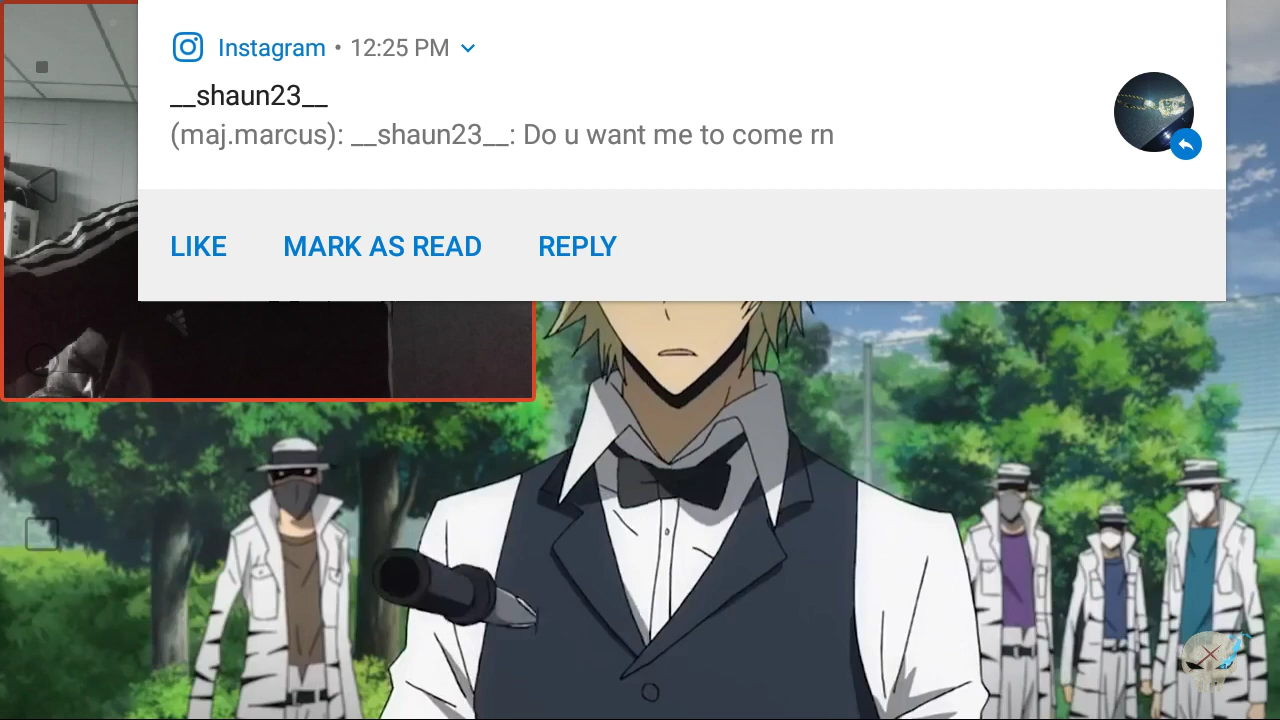 Instagram • 12:25 PM
__shaun23__
(maj.marcus): __shaun23__: Do u want me to come rn
LIKE MARK AS READ REPLY